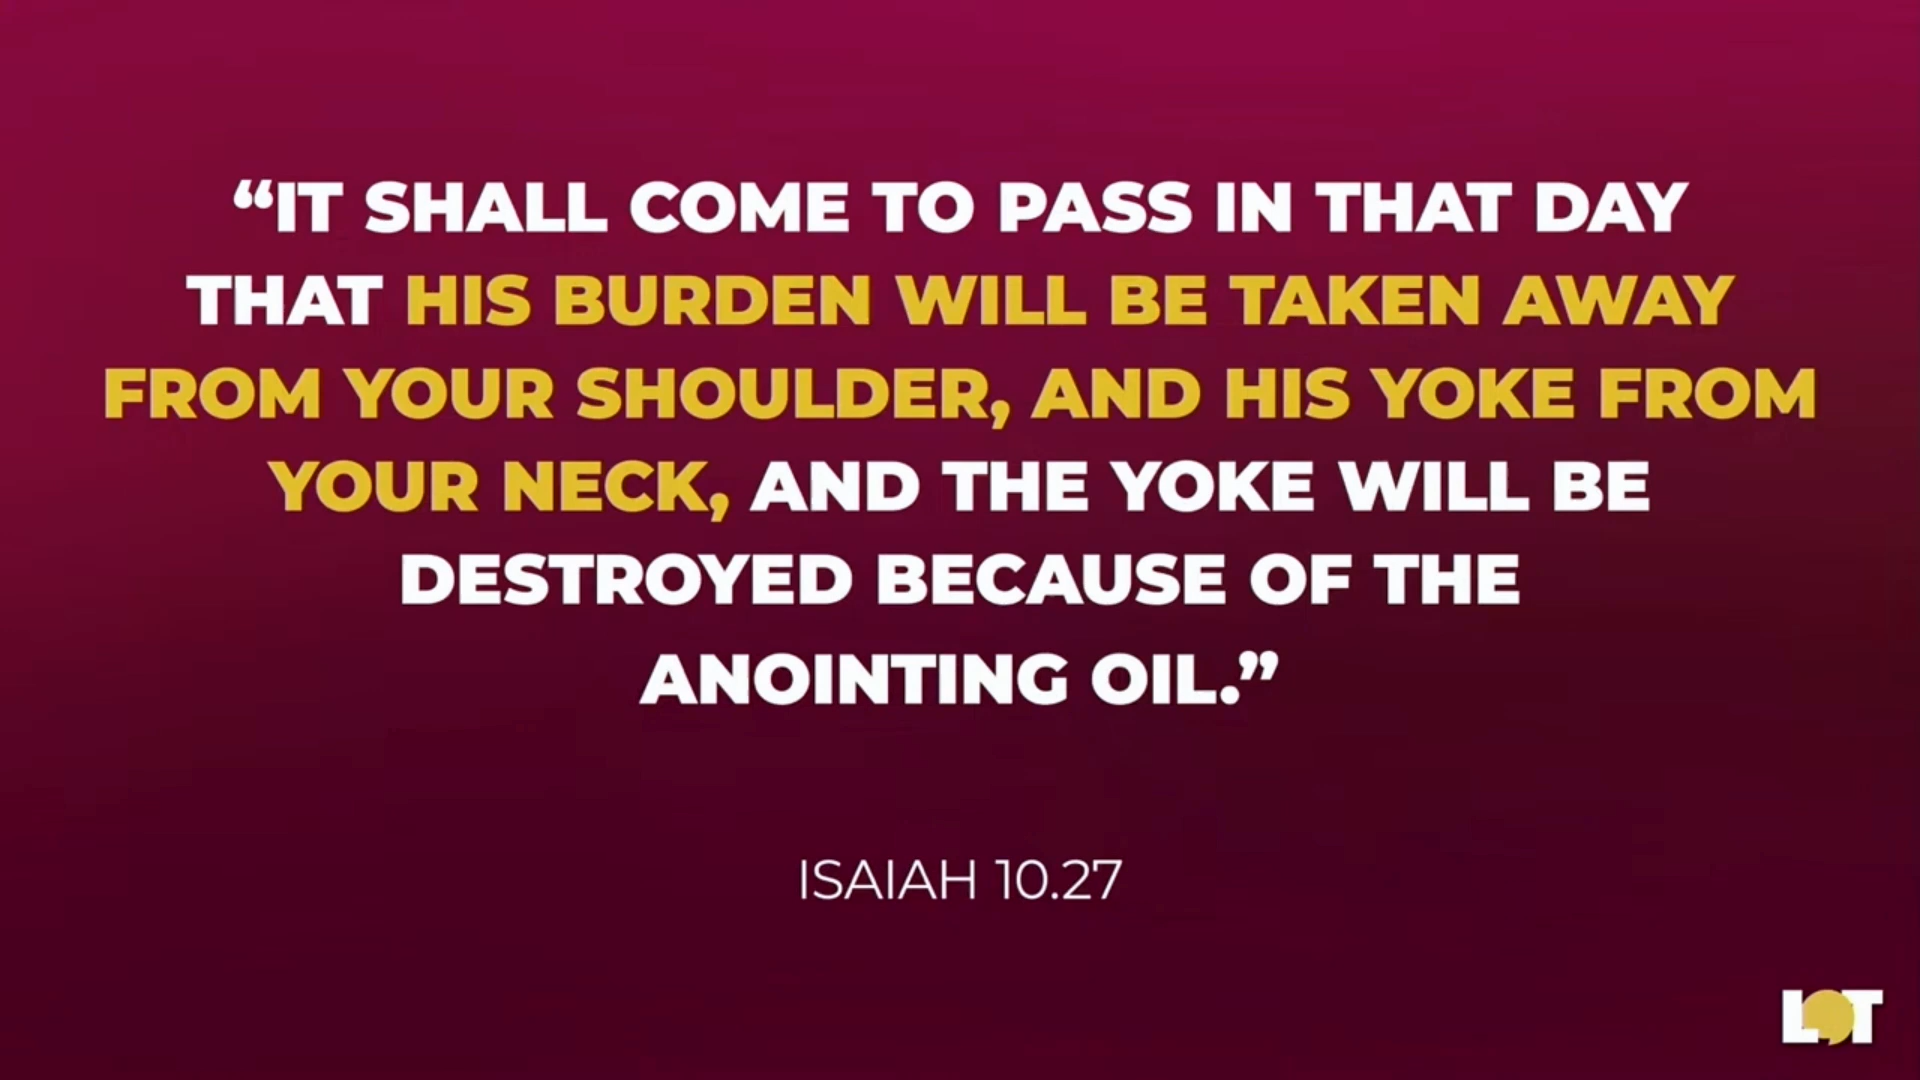 “IT SHALL COME TO PASS IN THAT DAY
THAT HIS BURDEN WILL BE TAKEN AWAY
FROM YOUR SHOULDER, AND HIS YOKE FROM
YOUR NECK, AND THE YOKE WILL BE
DESTROYED BECAUSE OF THE
ANOINTING OIL.”
ISAIAH 10.27
LOT